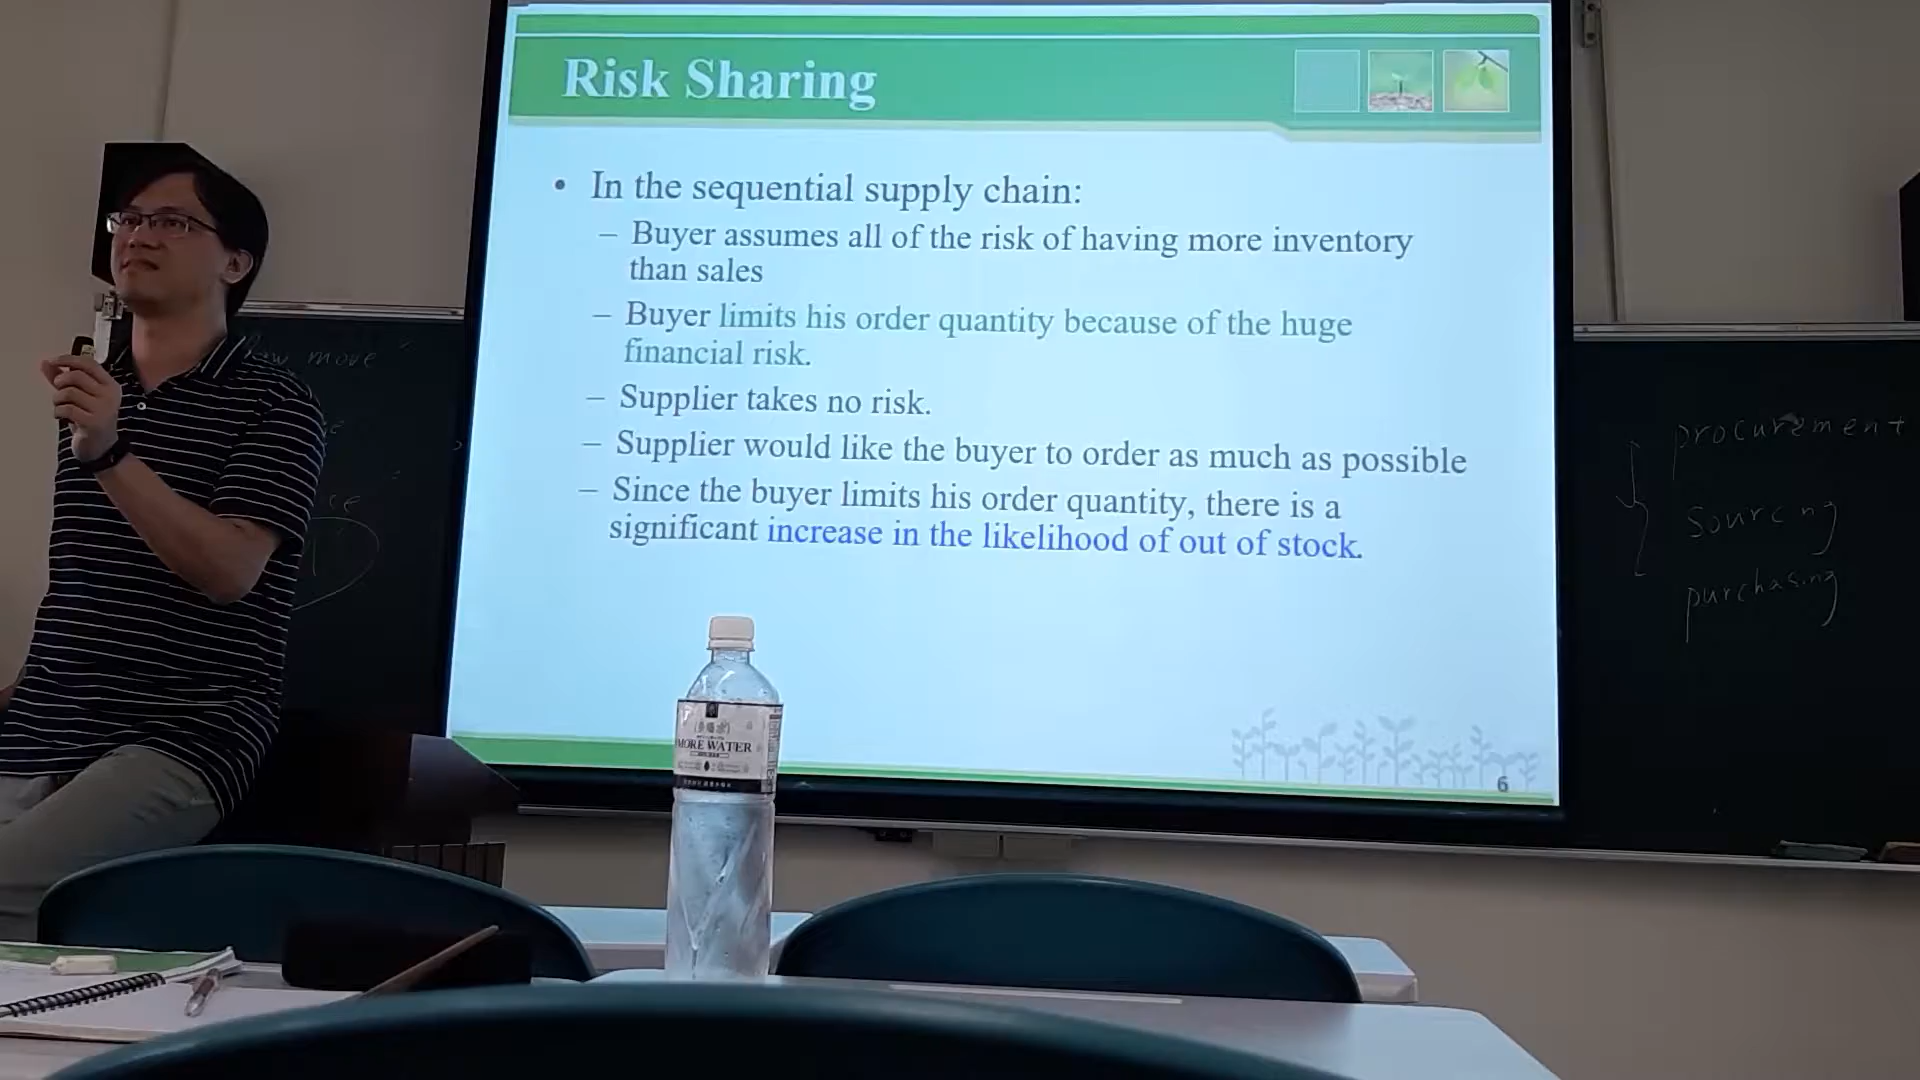 Risk Sharing
• In the sequential supply chain:
– Buyer assumes all of the risk of having more inventory
than sales
– Buyer limits his order quantity because of the huge
financial risk.
– Supplier takes no risk.
– Supplier would like the buyer to order as much as possible
– Since the buyer limits his order quantity, there is a
significant increase in the likelihood of out of stock.
6
move
procurement
sourcing
purchasing
MORE WATER